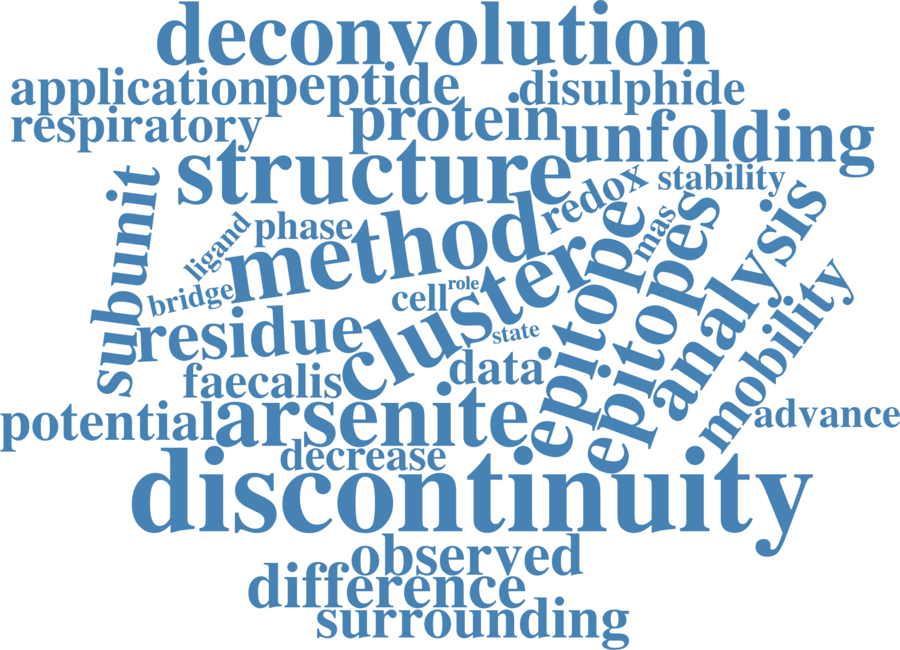 deconvolution
application
peptide
disulphide
respiratory
protein
unfolding
structure
redox
stability
subunit
ligand
phase
method
epitope
mas
epitopes
analysis
bridge
cell
role
cluster
mobility
residue
state
faecalis
data
potential
arsenite
advance
decrease
discontinuity
observed
difference
surrounding